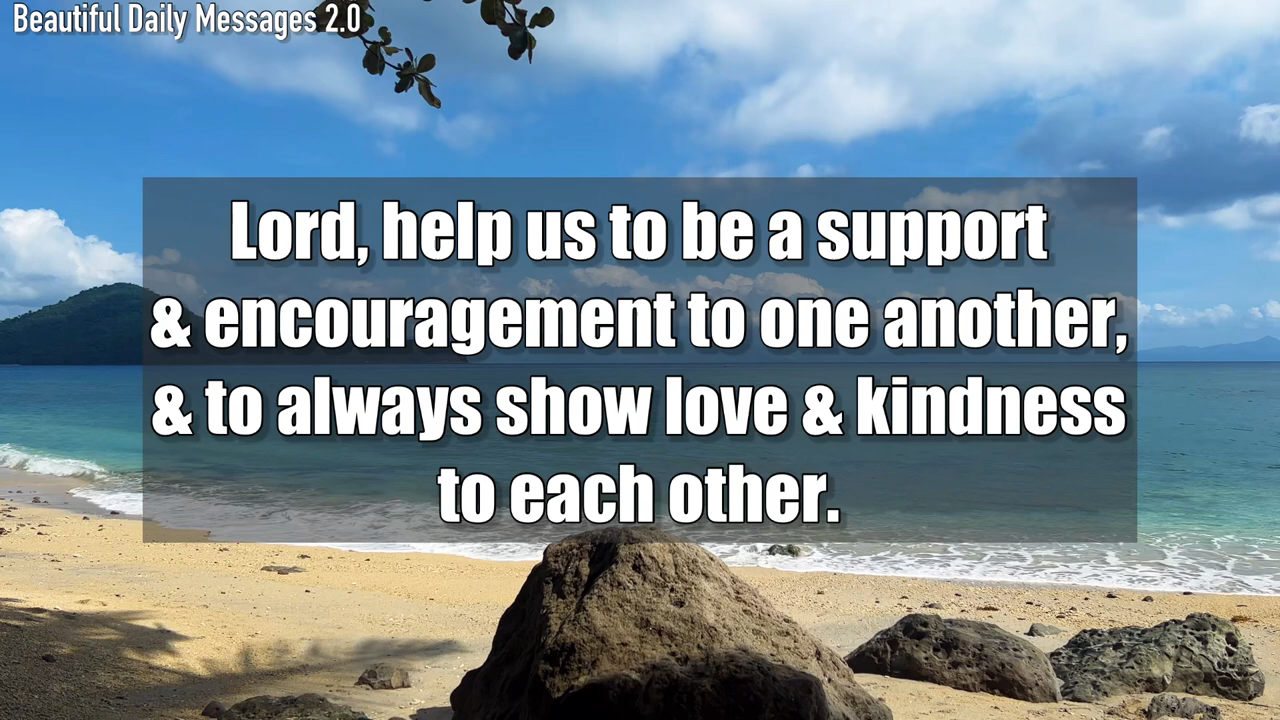 Beautiful Daily Messages 2.0
Lord, help us to be a support
& encouragement to one another,
& to always show love & kindness
to each other.